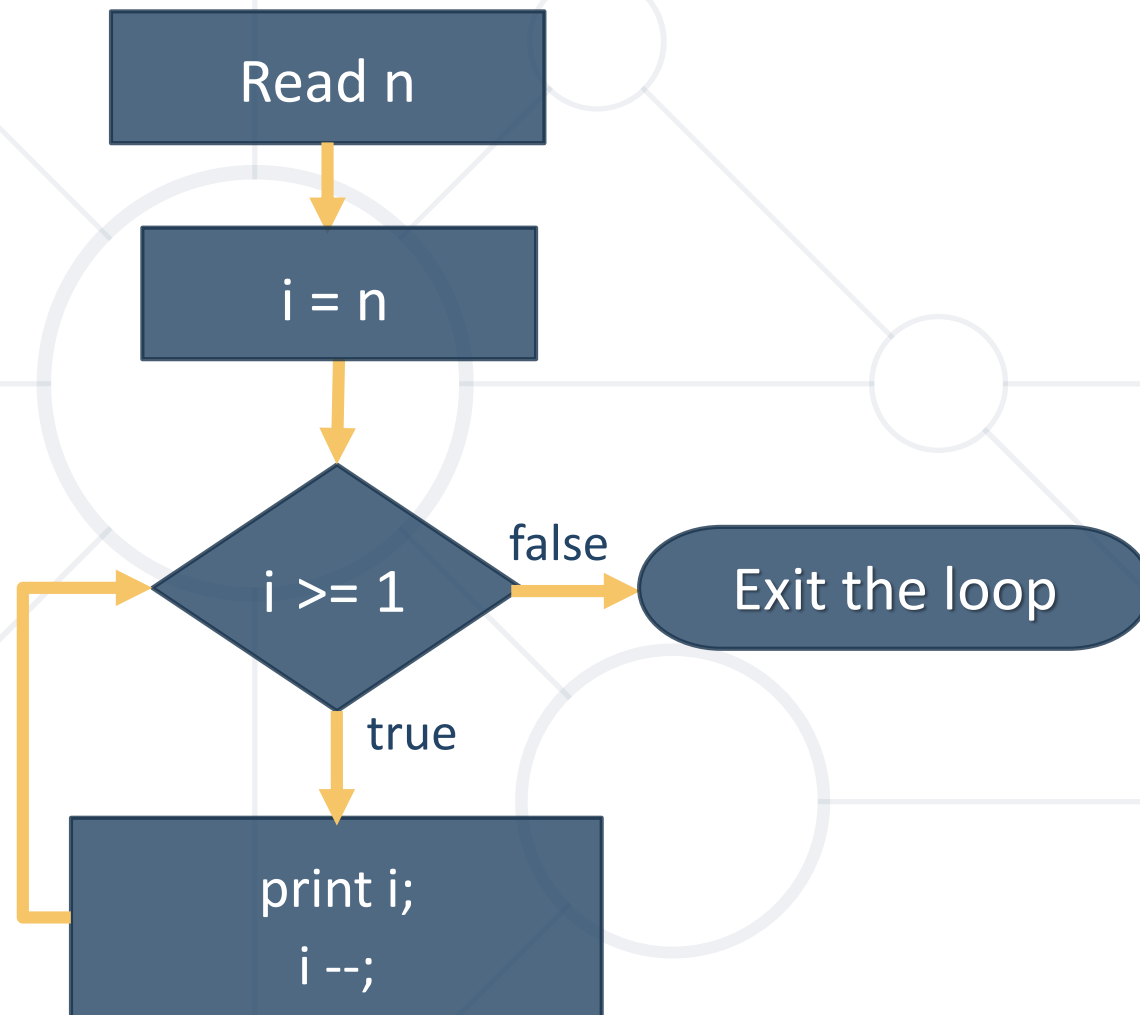 Read n
i = n
i >= 1
false
Exit the loop
true
print i;
i --;